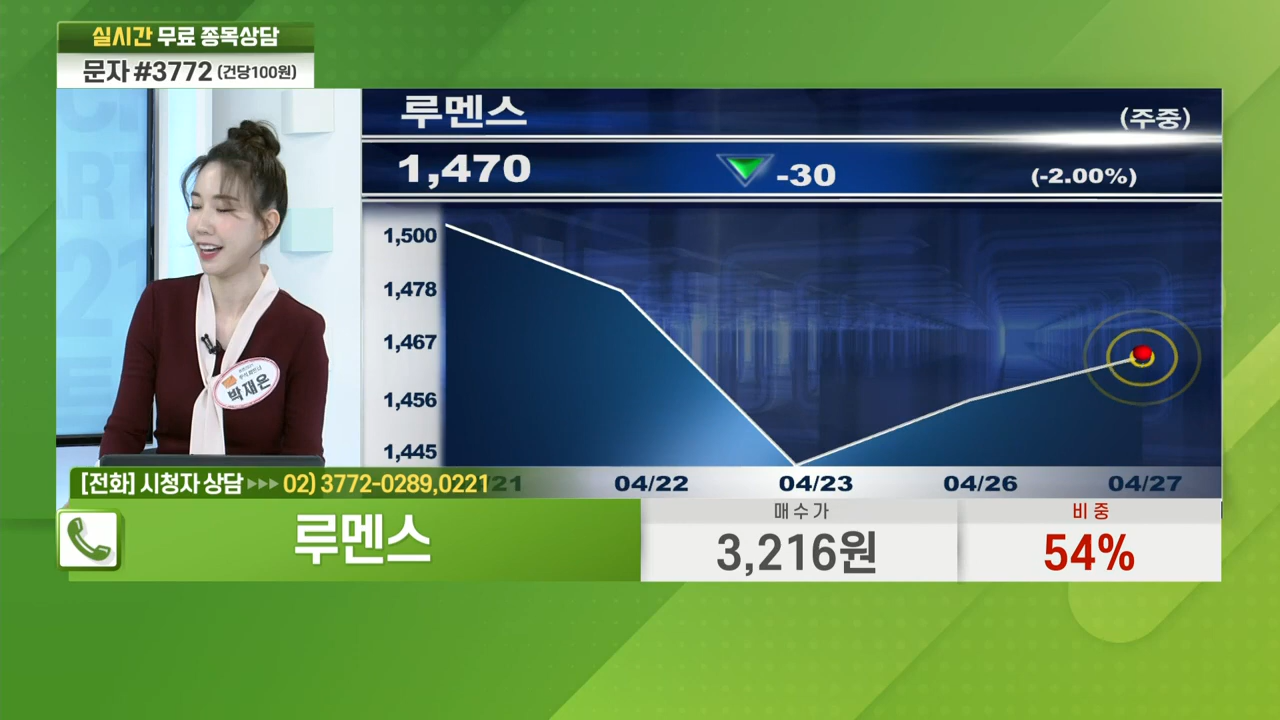 실시간 무료 종목상담
문자 #3772 (건당100원)
루멘스
(주중)
1,470
-30
(-2.00%)
1,500
1,478
1,467
1,456
1,445
박재은
[전화] 시청자 상담 ▸▸▸ 02) 3772-0289,0221
21
04/22
04/23
04/26
04/27
루멘스
매수가
3,216원
비중
54%